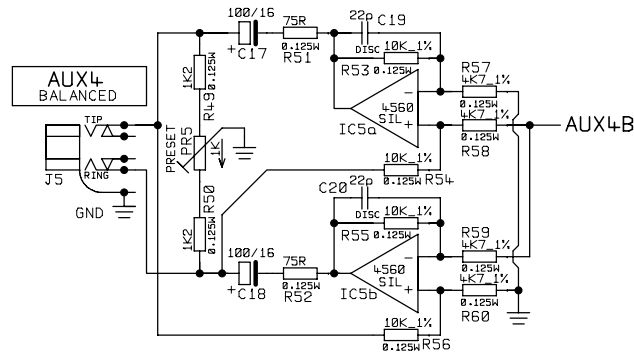 100/16
+C17
75R
0.125W
R51
22p
C19
DISC
10K_1%
R53
0.125W
R57
4K7_1%
0.125W
4K7_1%
0.125W
R58
4560
SIL
IC5a
-
+
AUX4B
AUX4
BALANCED
TIP
RING
J5
GND
1K2
0.125W
R49
PRESET
PR5
1K
R50
0.125W
1K2
10K_1%
0.125W
R54
C20
22p
DISC
10K_1%
R55
0.125W
R59
4K7_1%
0.125W
4K7_1%
0.125W
R60
4560
SIL
IC5b
-
+
100/16
+C18
75R
0.125W
R52
10K_1%
0.125W
R56